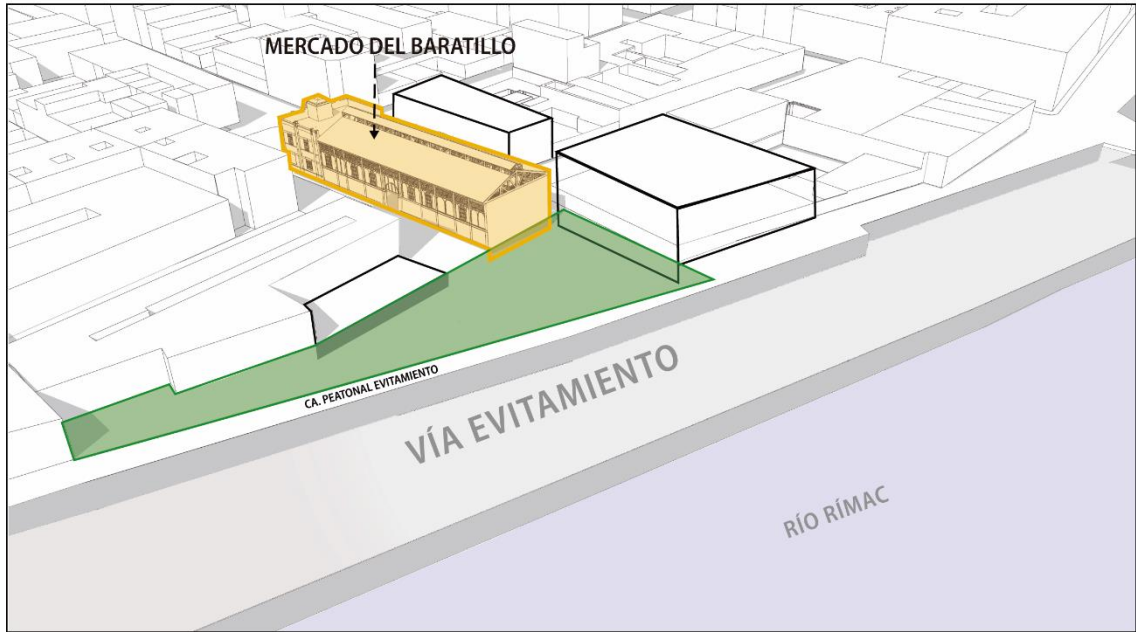 MERCADO DEL BARATILLO
CA. PEATONAL EVITAMIENTO
VÍA EVITAMIENTO
RÍO RÍMAC